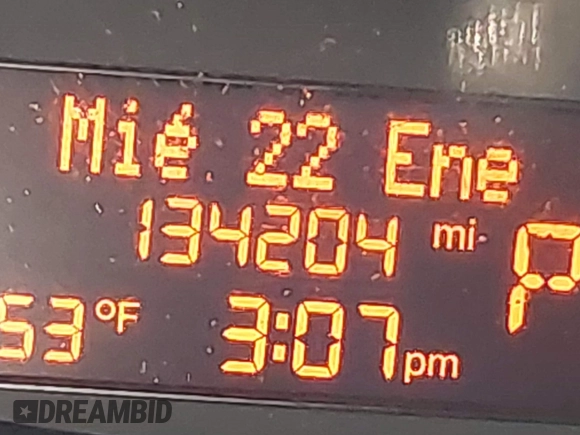 Mié 22 Ene
134204 mi
P
53 °F 3:07 pm
DREAMBID